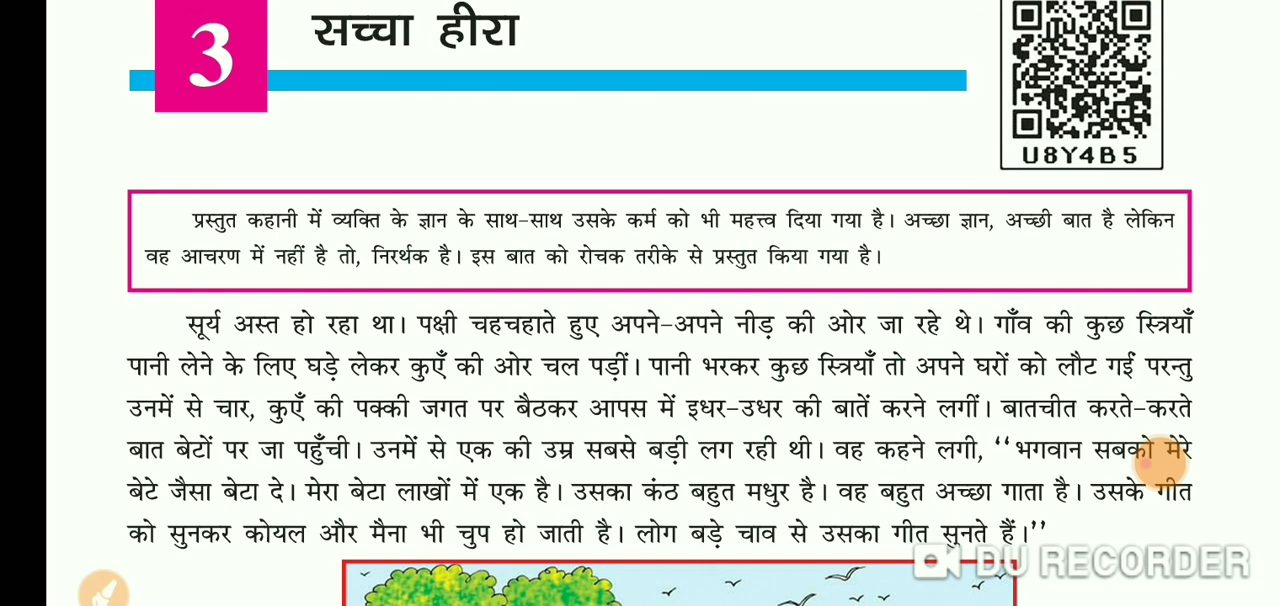 3
सच्चा हीरा
U8Y4B5
प्रस्तुत कहानी में व्यक्ति के ज्ञान के साथ-साथ उसके कर्म को भी महत्त्व दिया गया है। अच्छा ज्ञान, अच्छी बात है लेकिन
वह आचरण में नहीं है तो, निरर्थक है। इस बात को रोचक तरीके से प्रस्तुत किया गया है।
सूर्य अस्त हो रहा था। पक्षी चहचहाते हुए अपने-अपने नीड़ की ओर जा रहे थे। गाँव की कुछ स्त्रियाँ
पानी लेने के लिए घड़े लेकर कुएँ की ओर चल पड़ीं। पानी भरकर कुछ स्त्रियाँ तो अपने घरों को लौट गईं परन्तु
उनमें से चार, कुएँ की पक्की जगत पर बैठकर आपस में इधर-उधर की बातें करने लगीं। बातचीत करते-करते
बात बेटों पर जा पहुँची। उनमें से एक की उम्र सबसे बड़ी लग रही थी। वह कहने लगी, ‘‘भगवान सबको मेरे
बेटे जैसा बेटा दे। मेरा बेटा लाखों में एक है। उसका कंठ बहुत मधुर है। वह बहुत अच्छा गाता है। उसके गीत
को सुनकर कोयल और मैना भी चुप हो जाती है। लोग बड़े चाव से उसका गीत सुनते हैं।’’
DU RECORDER